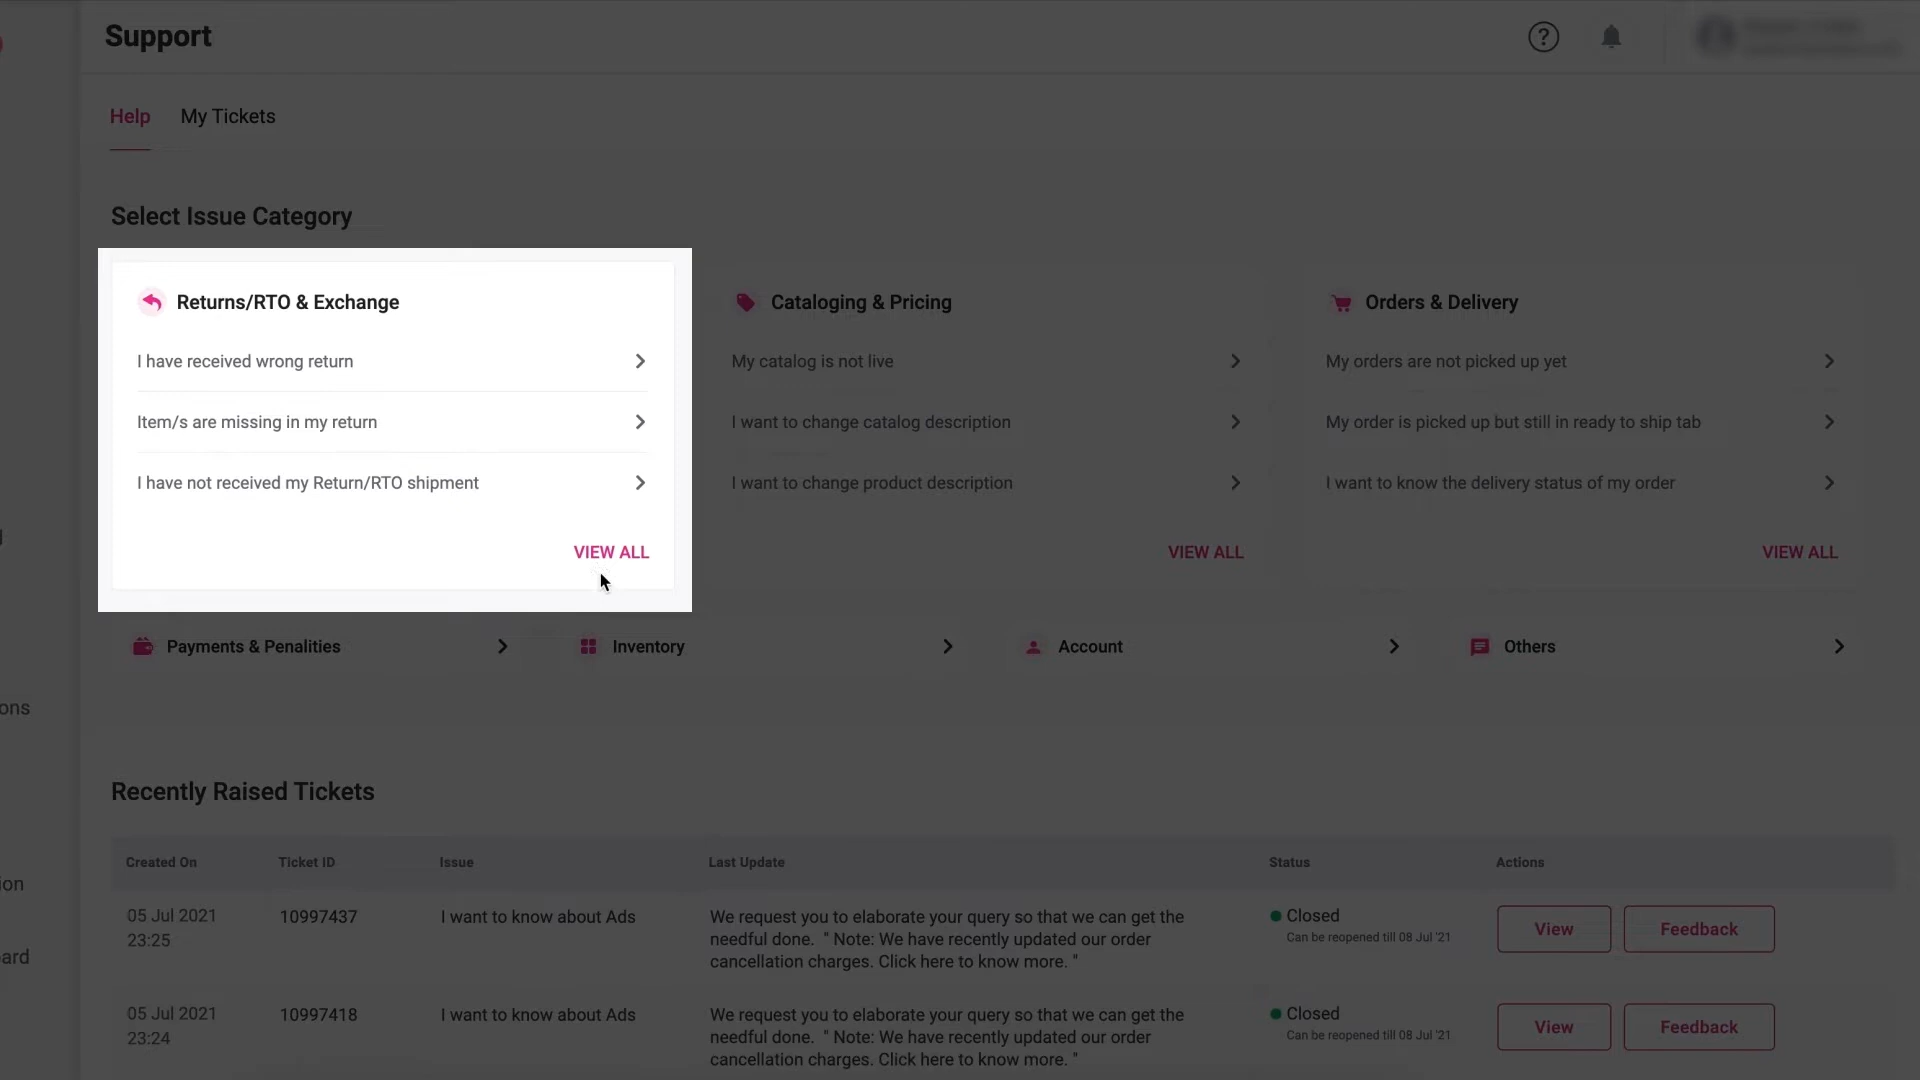 Support
Help
My Tickets
Select Issue Category
Returns/RTO & Exchange
I have received wrong return
Item/s are missing in my return
I have not received my Return/RTO shipment
VIEW ALL
Cataloging & Pricing
My catalog is not live
I want to change catalog description
I want to change product description
VIEW ALL
Orders & Delivery
My orders are not picked up yet
My order is picked up but still in ready to ship tab
I want to know the delivery status of my order
VIEW ALL
Payments & Penalities
Inventory
Account
Others
ons
ion
ard
Recently Raised Tickets
Created On
Ticket ID
Issue
Last Update
Status
Actions
05 Jul 2021
23:25
10997437
I want to know about Ads
We request you to elaborate your query so that we can get the
needful done. " Note: We have recently updated our order
cancellation charges. Click here to know more. "
Closed
Can be reopened till 08 Jul '21
View
Feedback
05 Jul 2021
23:24
10997418
I want to know about Ads
We request you to elaborate your query so that we can get the
needful done. " Note: We have recently updated our order
cancellation charges. Click here to know more. "
Closed
Can be reopened till 08 Jul '21
View
Feedback